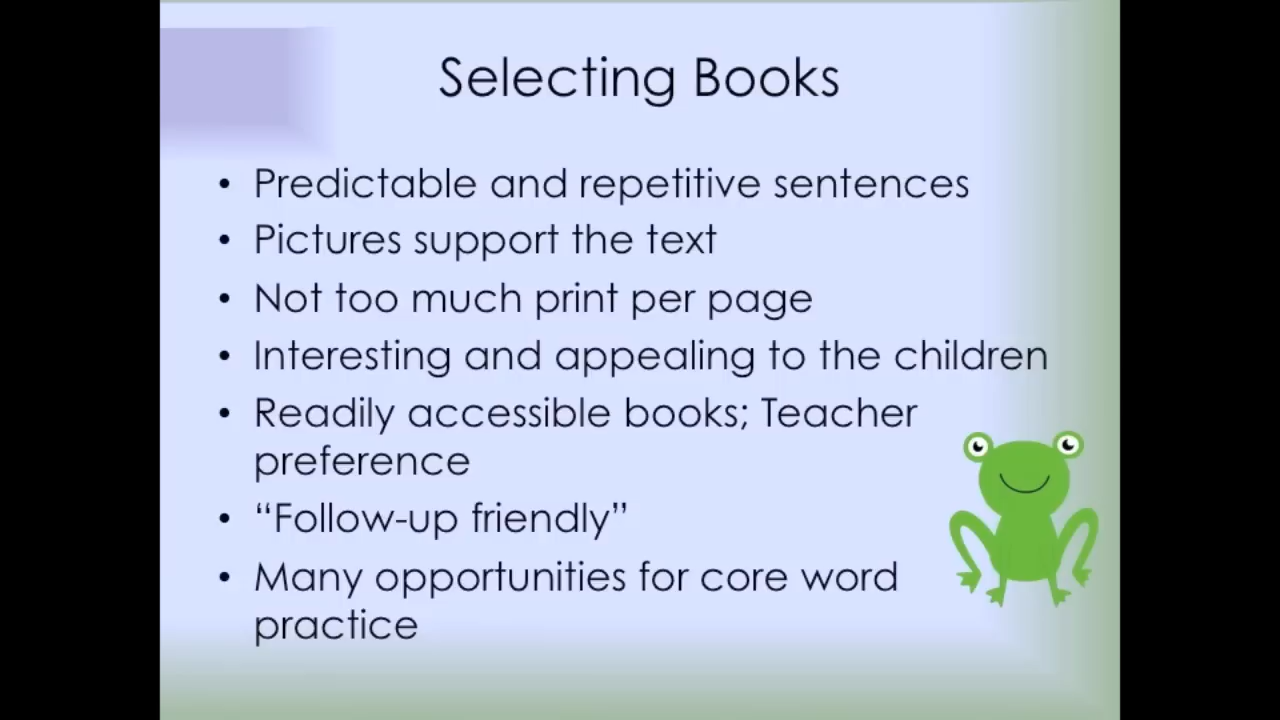 Selecting Books
• Predictable and repetitive sentences
• Pictures support the text
• Not too much print per page
• Interesting and appealing to the children
• Readily accessible books; Teacher
preference
• “Follow-up friendly”
• Many opportunities for core word
practice